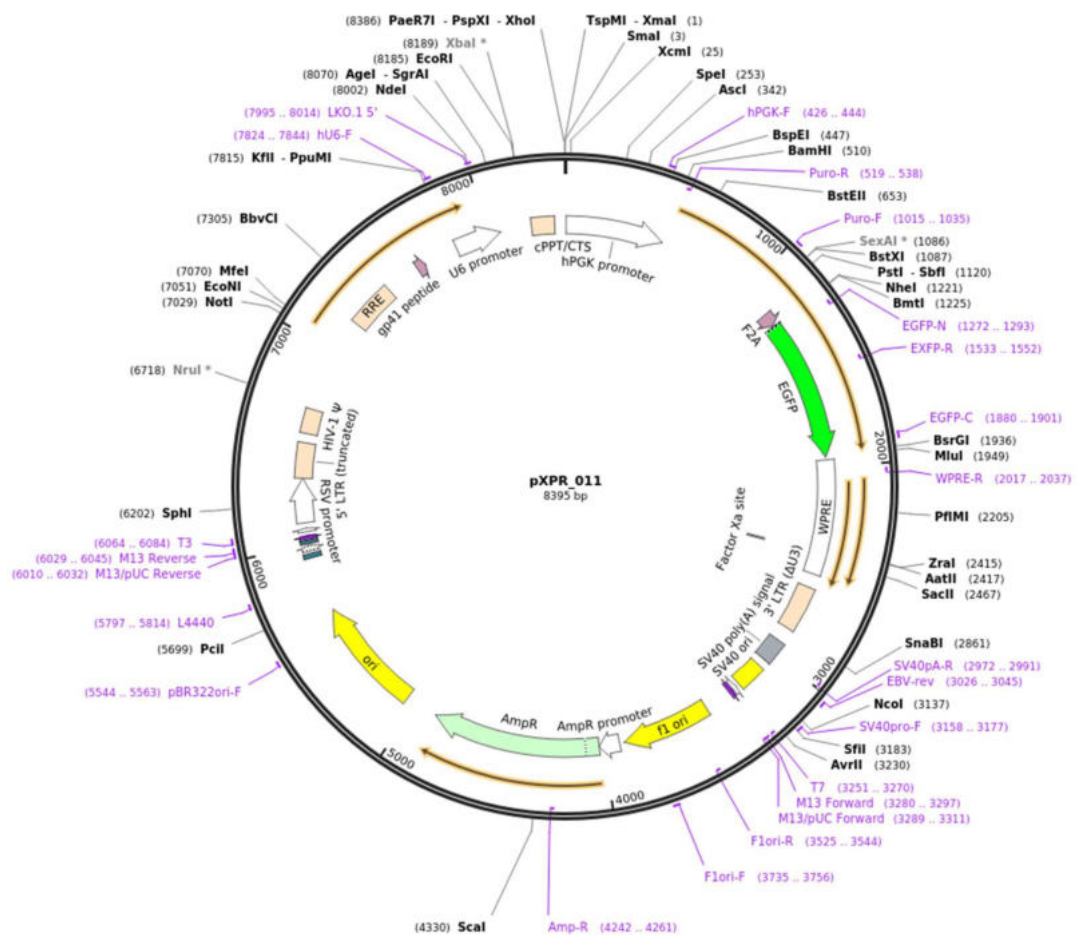 (8386) PaeR7I - PspXI - XhoI
(8189) XbaI *
(8185) EcoRI
(8070) AgeI - SgrAI
(8002) NdeI
(7995 .. 8014) LKO.1 5'
(7824 .. 7844) hU6-F
(7815) KflI - PpuMI
(7305) BbvCI
(7070) MfeI
(7051) EcoNI
(7029) NotI
(6718) NruI *
(6202) SphI
(6064 .. 6084) T3
(6029 .. 6045) M13 Reverse
(6010 .. 6032) M13/pUC Reverse
(5797 .. 5814) L4440
(5699) PciI
(5544 .. 5563) pBR322ori-F
(4330) ScaI
TspMI - XmaI (1)
SmaI (3)
XcmI (25)
SpeI (253)
AscI (342)
hPGK-F (426 .. 444)
BspEI (447)
BamHI (510)
Puro-R (519 .. 538)
BstEII (653)
Puro-F (1015 .. 1035)
SexAI * (1086)
BstXI (1087)
PstI - SbfI (1120)
NheI (1221)
BmtI (1225)
EGFP-N (1272 .. 1293)
EXFP-R (1533 .. 1552)
EGFP-C (1880 .. 1901)
BsrGI (1936)
MluI (1949)
WPRE-R (2017 .. 2037)
PflMI (2205)
ZraI (2415)
AatII (2417)
SacII (2467)
SnaBI (2861)
SV40pA-R (2972 .. 2991)
EBV-rev (3026 .. 3045)
NcoI (3137)
SV40pro-F (3158 .. 3177)
SfiI (3183)
AvrII (3230)
T7 (3251 .. 3270)
M13 Forward (3280 .. 3297)
M13/pUC Forward (3289 .. 3311)
F1ori-R (3525 .. 3544)
F1ori-F (3735 .. 3756)
Amp-R (4242 .. 4261)
1000
2000
3000
4000
5000
6000
7000
8000
cPPT/CTS
hPGK promoter
U6 promoter
gp41 peptide
RRE
F2A
EGFP
WPRE
Factor Xa site
3' LTR (ΔU3)
SV40 poly(A) signal
SV40 ori
f1 ori
AmpR promoter
AmpR
ori
RSV promoter
5' LTR (truncated)
HIV-1 Ψ
pXPR_011
8395 bp